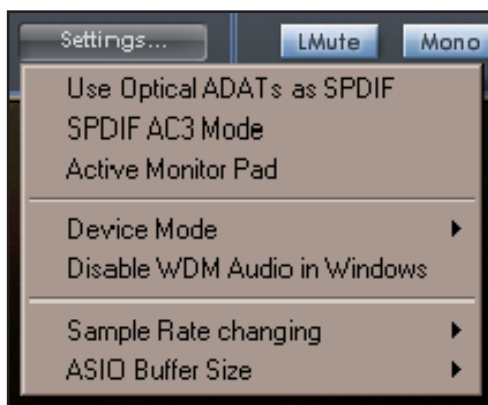 Settings... LMute Mono
Use Optical ADATs as SPDIF
SPDIF AC3 Mode
Active Monitor Pad
Device Mode
Disable WDM Audio in Windows
Sample Rate changing
ASIO Buffer Size